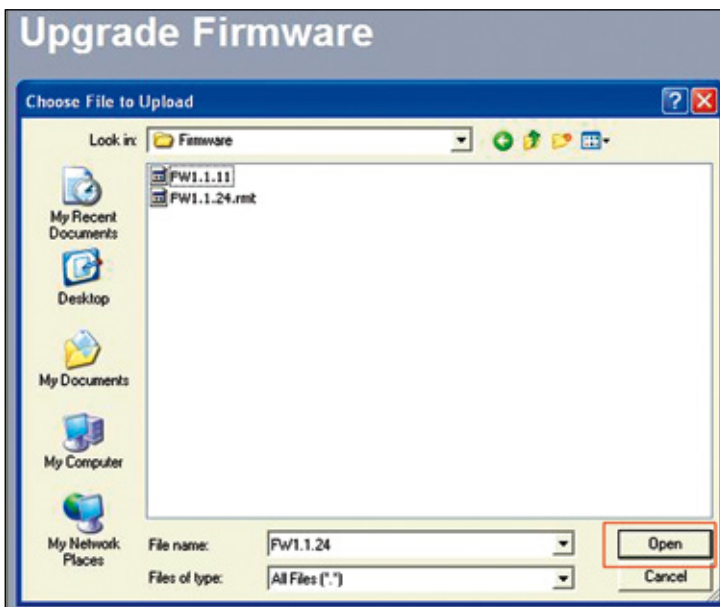 Upgrade Firmware
Choose File to Upload
Look in:
Firmware
FW1.1.11
FW1.1.24.rmt
My Recent
Documents
Desktop
My Documents
My Computer
My Network
Places
File name:
FW1.1.24
Open
Files of type:
All Files (*.*)
Cancel